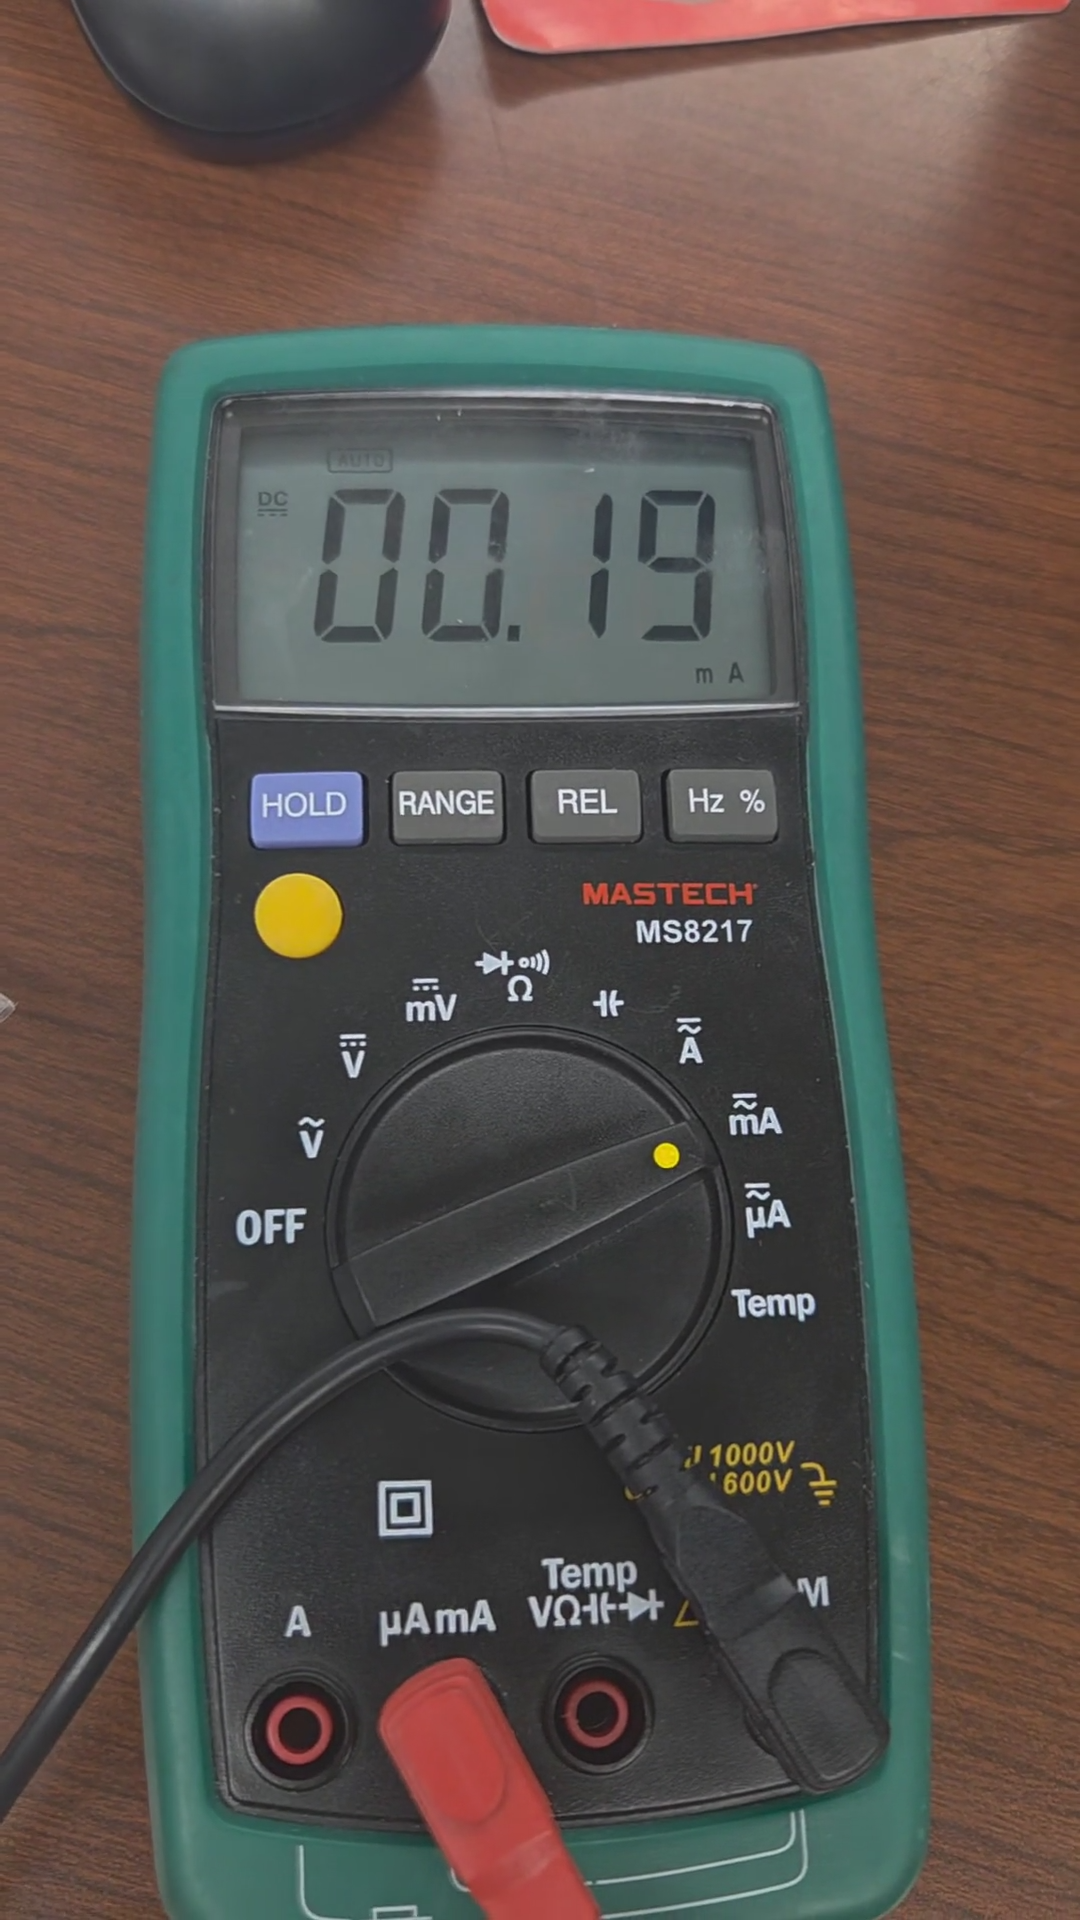 AUTO
DC
00.19
m A
HOLD RANGE REL Hz %
MASTECH
MS8217
mV
Ω
V
A
V
mA
OFF
µA
Temp
1000V
600V
Temp
A µAmA VΩ